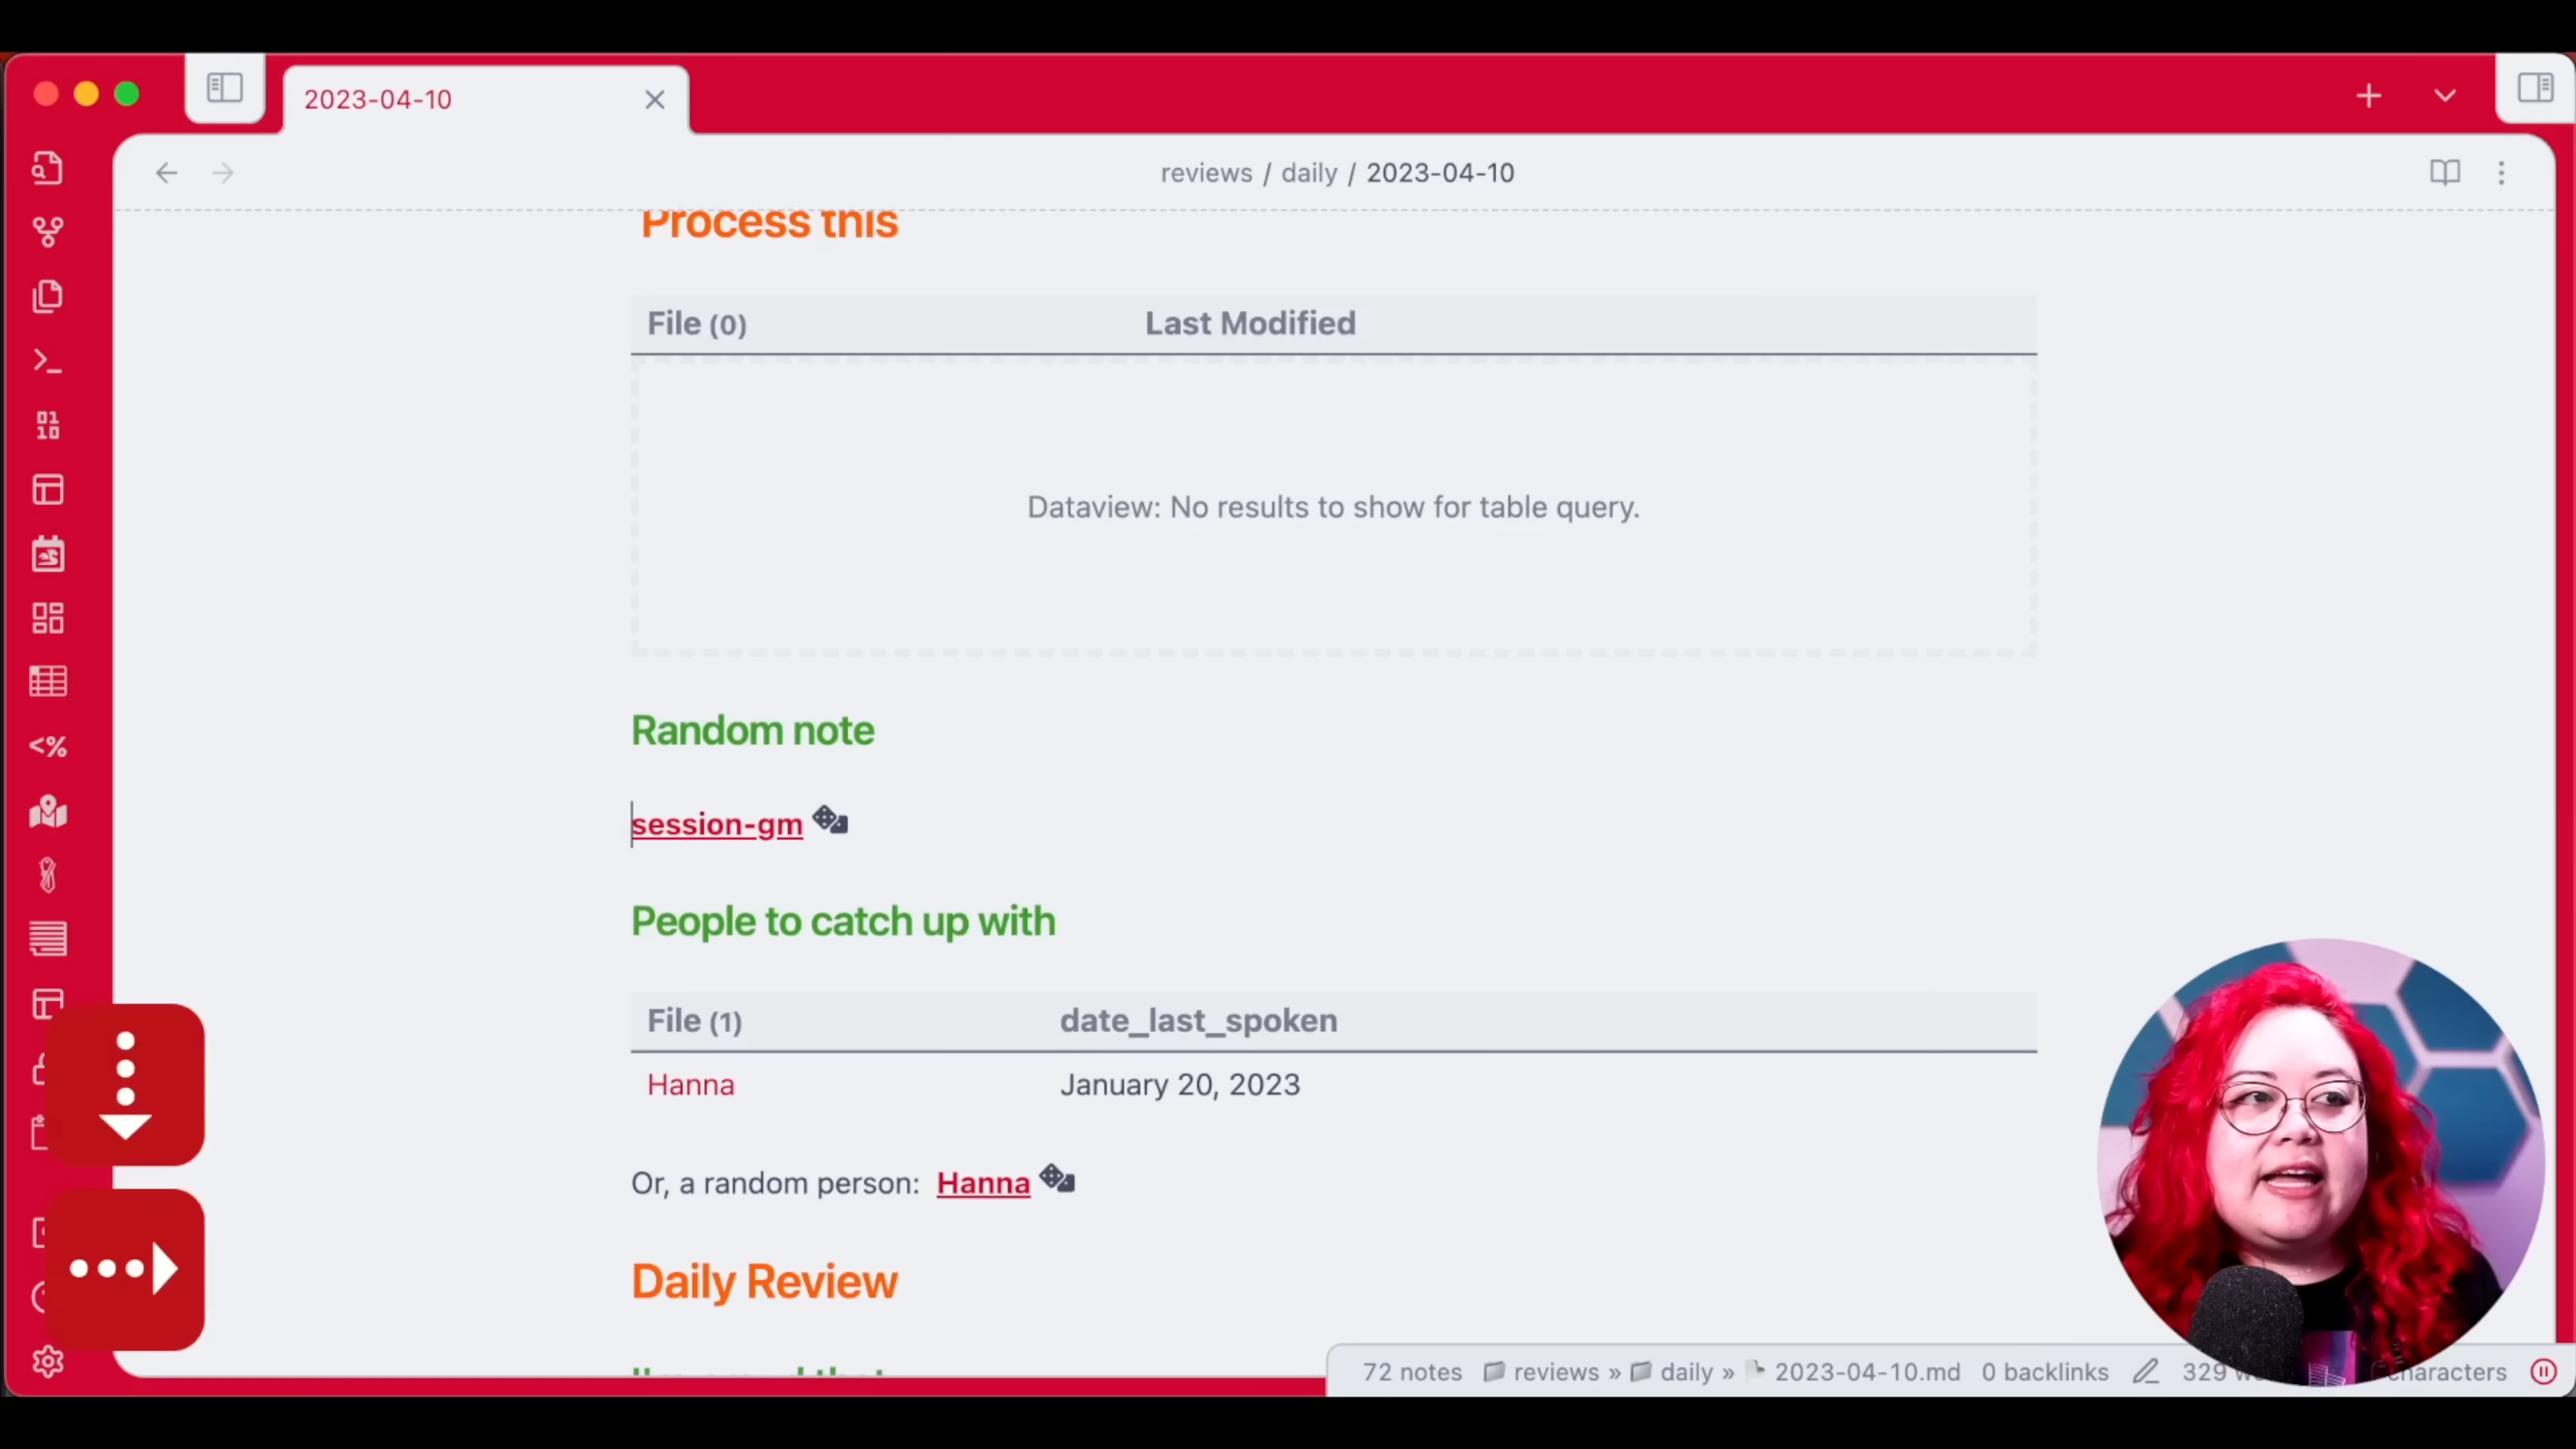 2023-04-10
reviews / daily / 2023-04-10
Process this
File (0) Last Modified
Dataview: No results to show for table query.
Random note
session-gm
People to catch up with
File (1) date_last_spoken
Hanna January 20, 2023
Or, a random person: Hanna
Daily Review
72 notes reviews » daily » 2023-04-10.md 0 backlinks 329